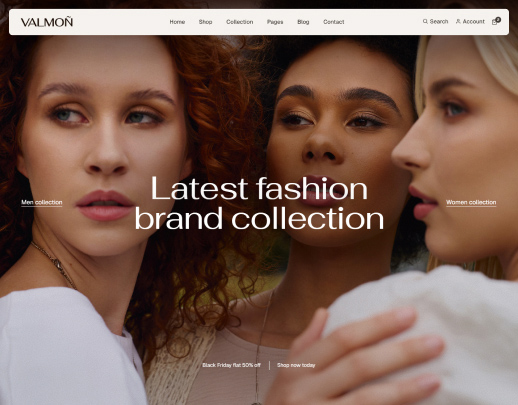 VALMOÑ
Home Shop Collection Pages Blog Contact
Search Account
Latest fashion
brand collection
Men collection
Women collection
Black Friday flat 50% off
Shop now today